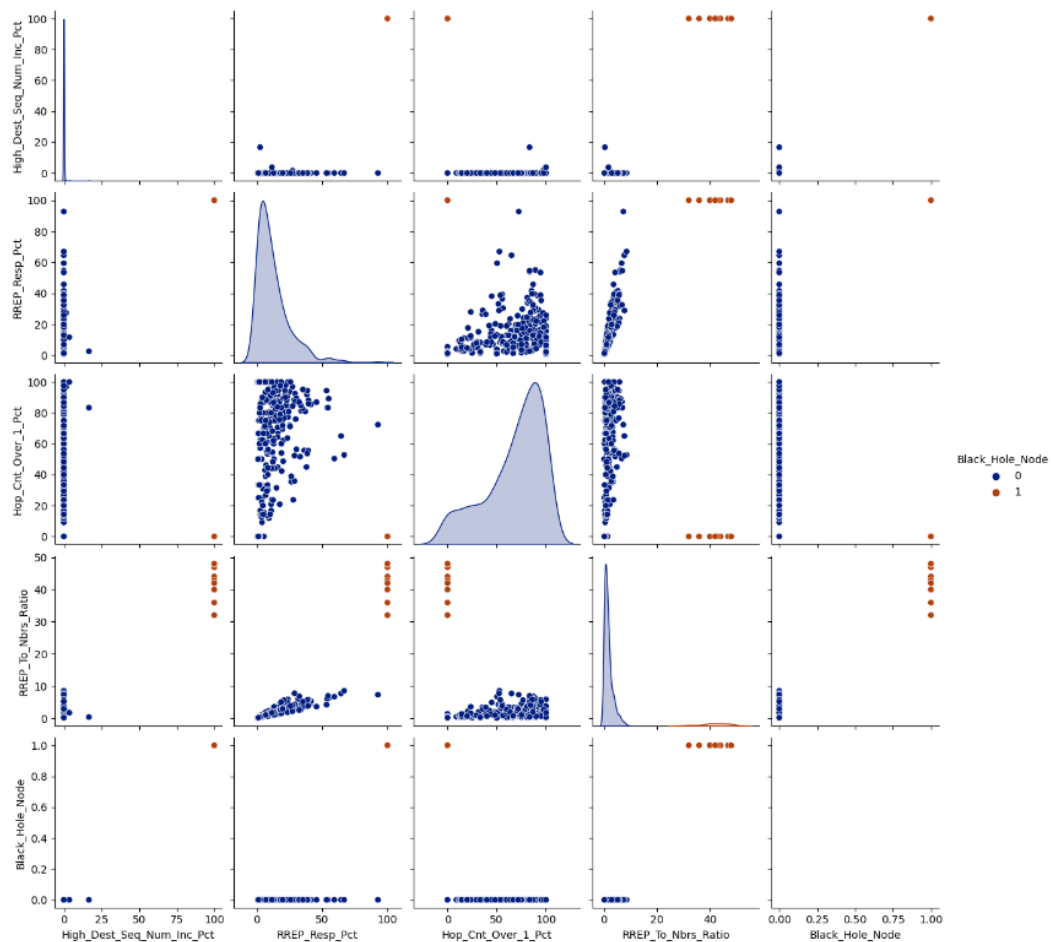 High_Dest_Seq_Num_Inc_Pct
100
80
60
40
20
0
RREP_Resp_Pct
100
80
60
40
20
0
Hop_Cnt_Over_1_Pct
100
80
60
40
20
0
Black_Hole_Node
0
1
RREP_To_Nbrs_Ratio
50
40
30
20
10
0
Black_Hole_Node
1.0
0.8
0.6
0.4
0.2
0.0
0 25 50 75 100
0 50 100
0 50 100
0 20 40
0.00 0.25 0.50 0.75 1.00
High_Dest_Seq_Num_Inc_Pct
RREP_Resp_Pct
Hop_Cnt_Over_1_Pct
RREP_To_Nbrs_Ratio
Black_Hole_Node